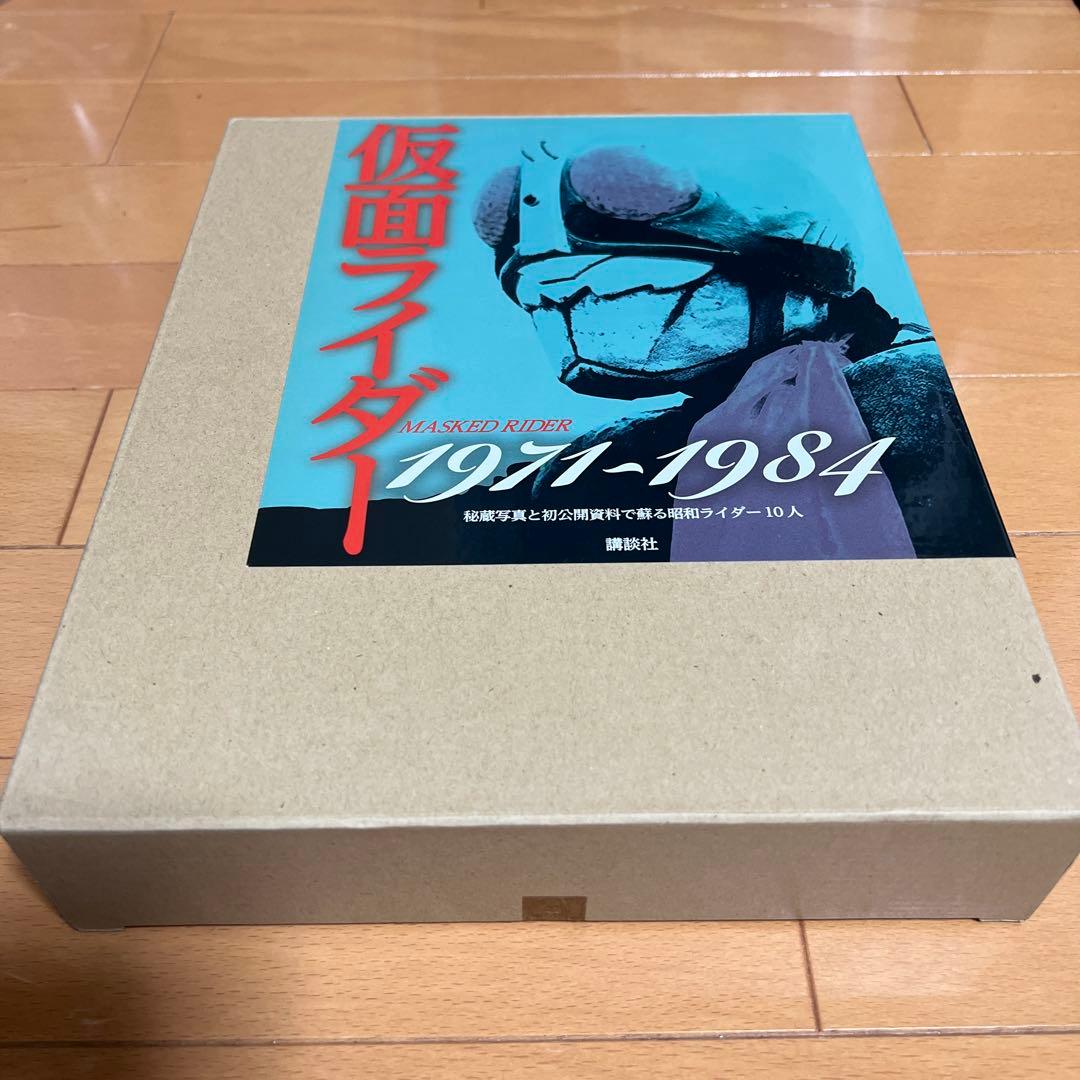 仮面ライダー
MASKED RIDER
1971~1984
秘蔵写真と初公開資料で蘇る昭和ライダー10人
講談社